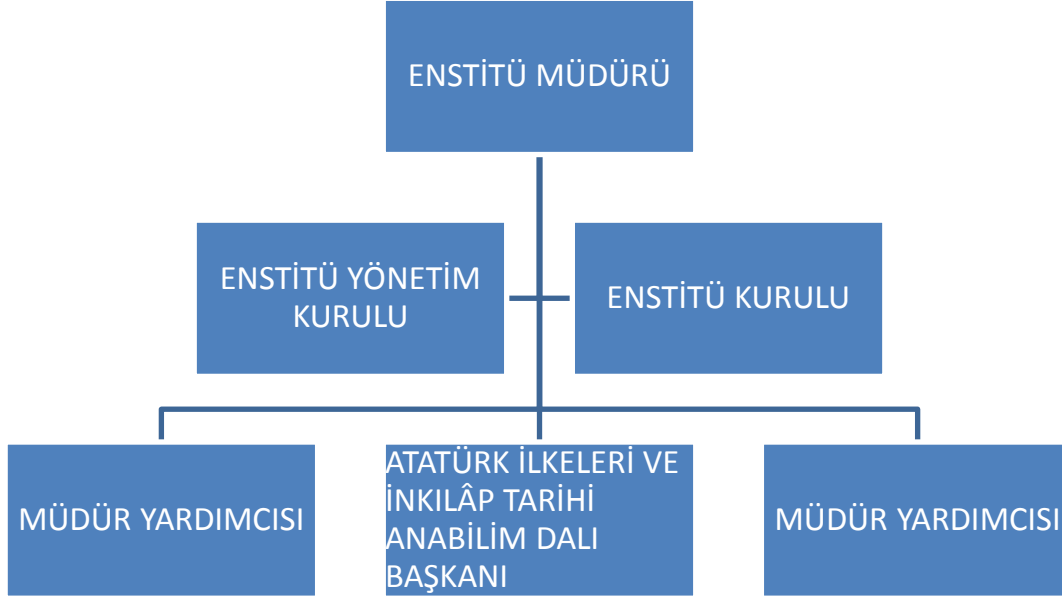 ENSTİTÜ MÜDÜRÜ
ENSTİTÜ YÖNETİM
KURULU
ENSTİTÜ KURULU
MÜDÜR YARDIMCISI
ATATÜRK İLKELERİ VE
İNKILÂP TARİHİ
ANABİLİM DALI
BAŞKANI
MÜDÜR YARDIMCISI